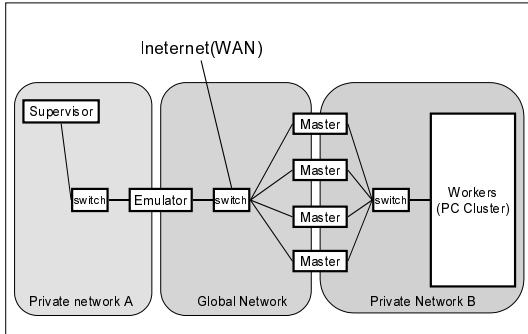 Ineternet(WAN)
Supervisor
switch
Emulator
switch
Master
Master
Master
Master
switch
Workers
(PC Cluster)
Private network A
Global Network
Private Network B